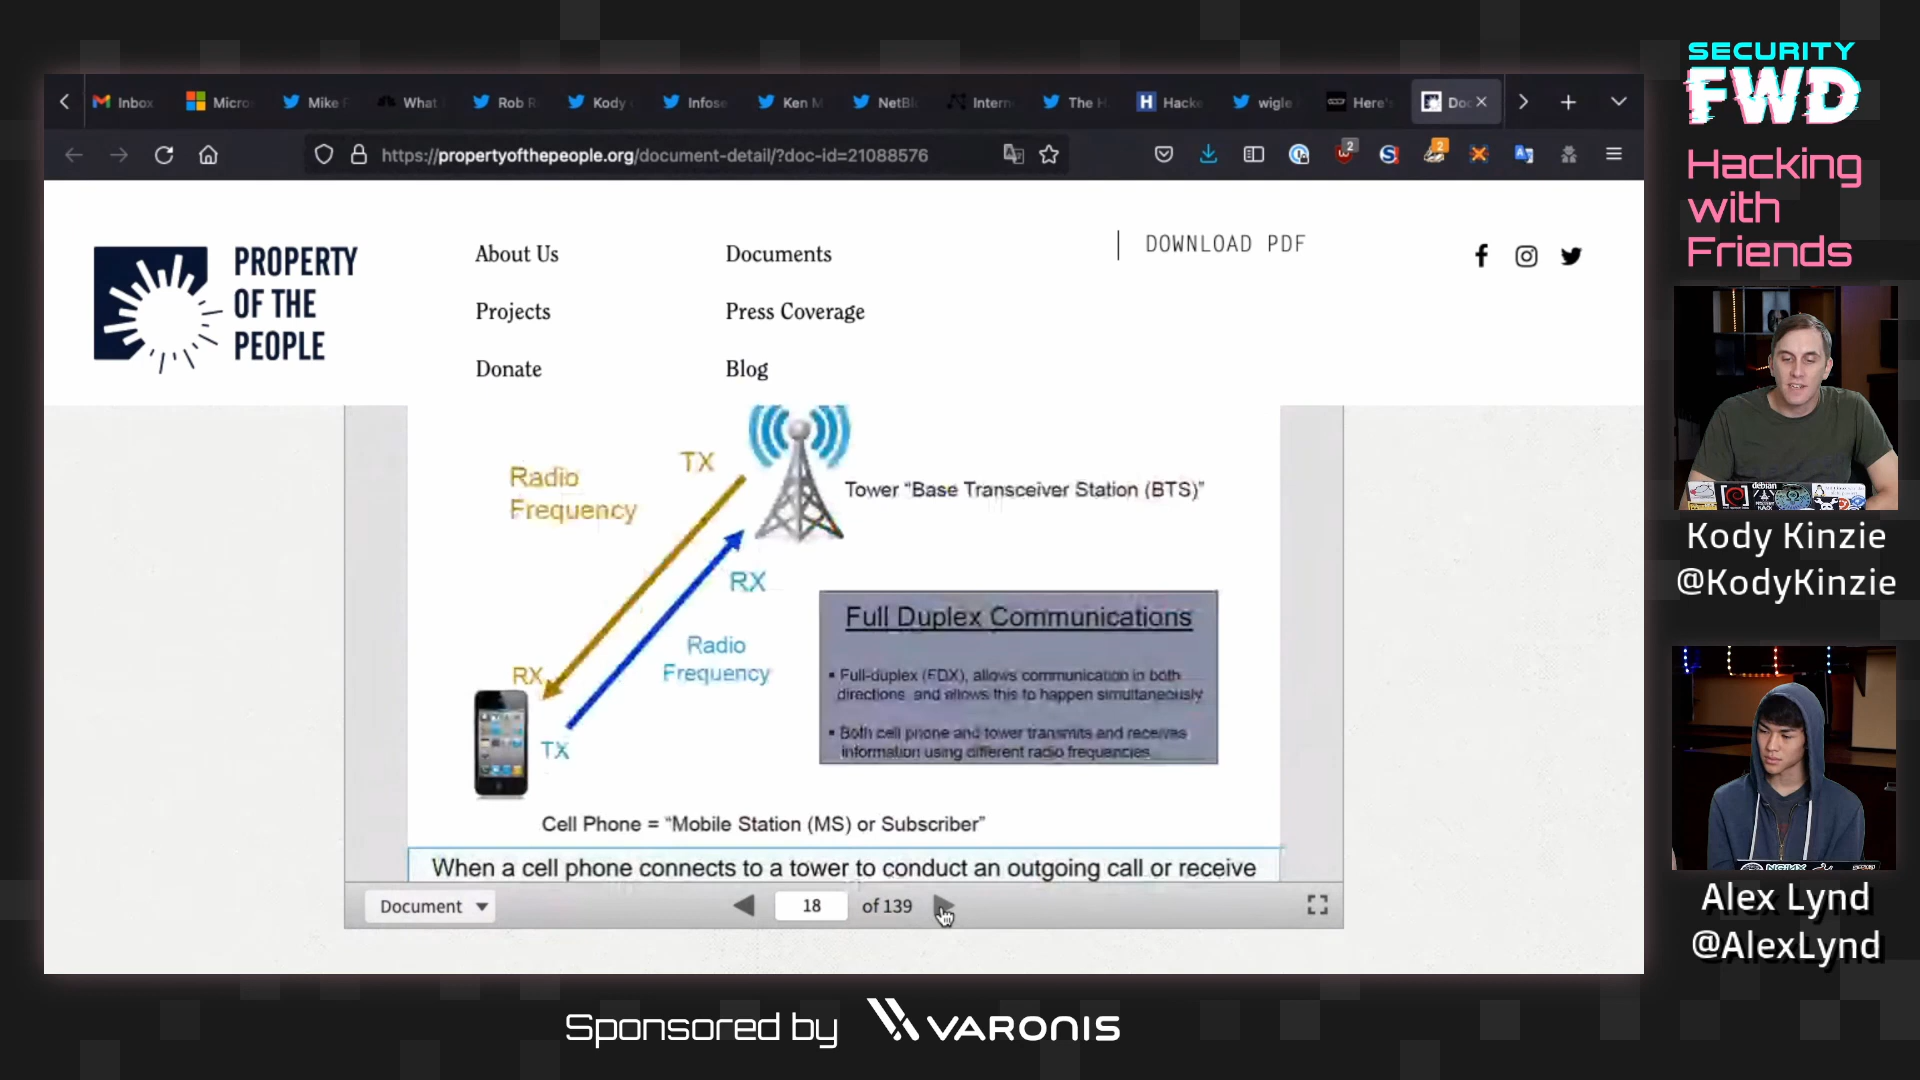 SECURITY
FWD
Hacking
with
Friends
Inbox
Micro
Mike F
What
Rob R
Kody
Infose
Ken M
NetBl
Intern
The H
Hacke
wigle
Here's
Doc
https://propertyofthepeople.org/document-detail/?doc-id=21088576
2
2
PROPERTY
OF THE
PEOPLE
About Us
Projects
Donate
Documents
Press Coverage
Blog
DOWNLOAD PDF
Radio
Frequency
TX
Tower "Base Transceiver Station (BTS)"
RX
Radio
Frequency
RX
TX
Full Duplex Communications
▪ Full-duplex (FDX), allows communication in both
directions, and allows this to happen simultaneously
▪ Both cell phone and tower transmits and receives
information using different radio frequencies
Cell Phone = "Mobile Station (MS) or Subscriber"
When a cell phone connects to a tower to conduct an outgoing call or receive
Document
18
of 139
debian
Kody Kinzie
@KodyKinzie
Alex Lynd
@AlexLynd
Sponsored by
VARONIS